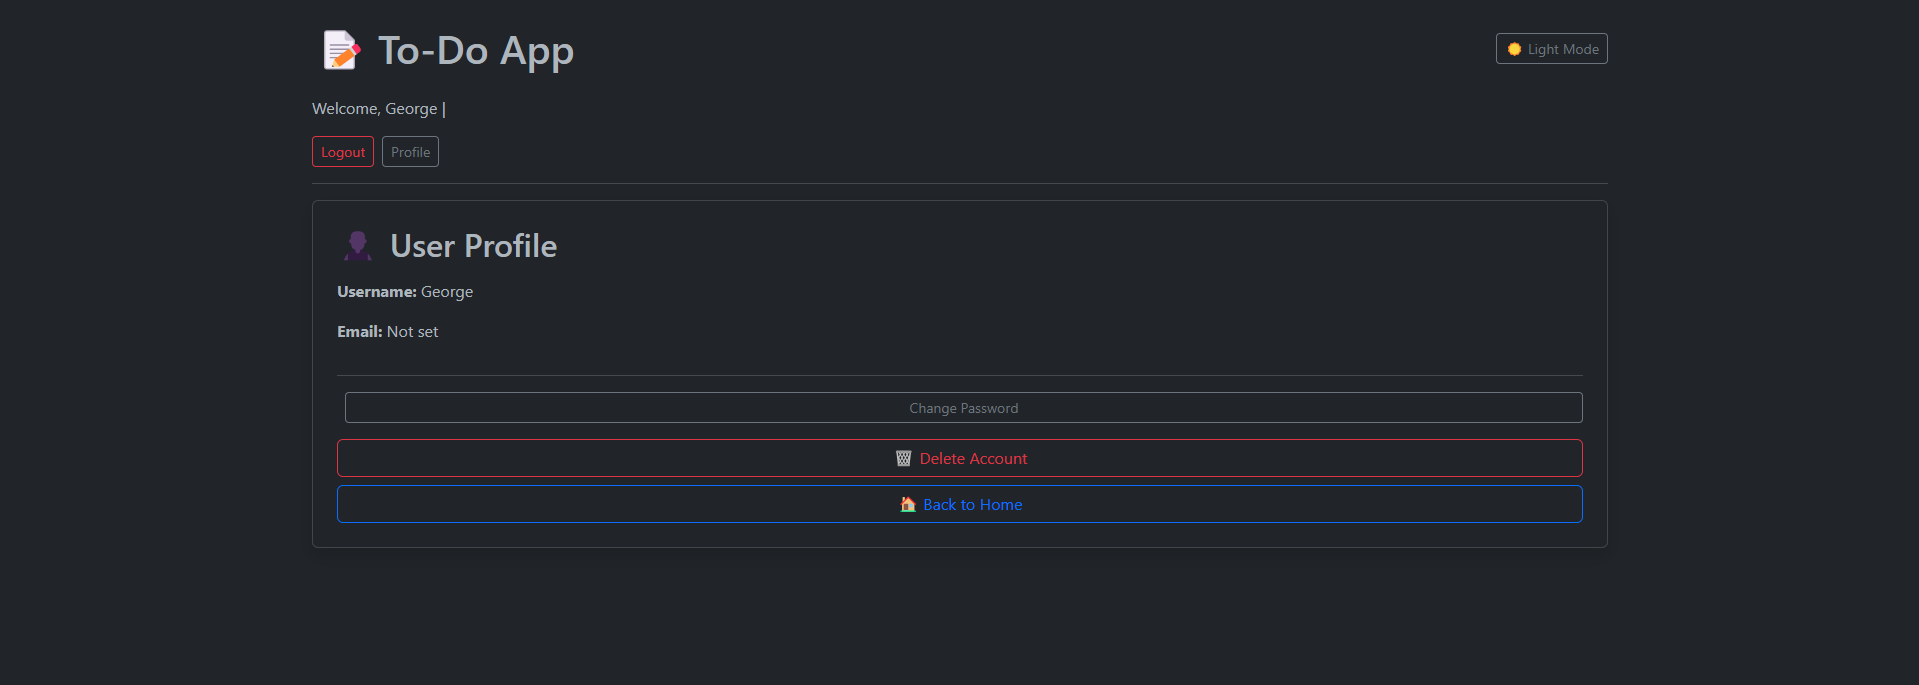 To-Do App
Light Mode
Welcome, George |
Logout Profile
User Profile
Username: George
Email: Not set
Change Password
Delete Account
Back to Home